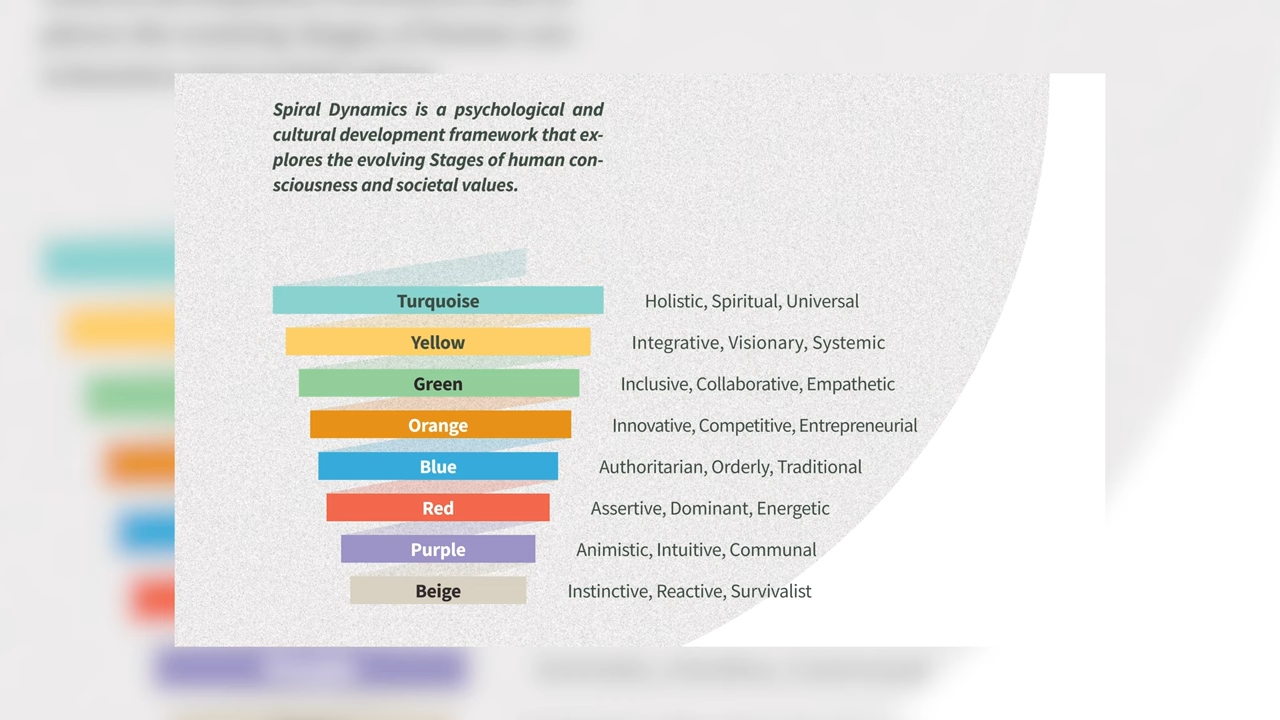 Spiral Dynamics is a psychological and
cultural development framework that ex-
plores the evolving Stages of human con-
sciousness and societal values.
Turquoise Holistic, Spiritual, Universal
Yellow Integrative, Visionary, Systemic
Green Inclusive, Collaborative, Empathetic
Orange Innovative, Competitive, Entrepreneurial
Blue Authoritarian, Orderly, Traditional
Red Assertive, Dominant, Energetic
Purple Animistic, Intuitive, Communal
Beige Instinctive, Reactive, Survivalist